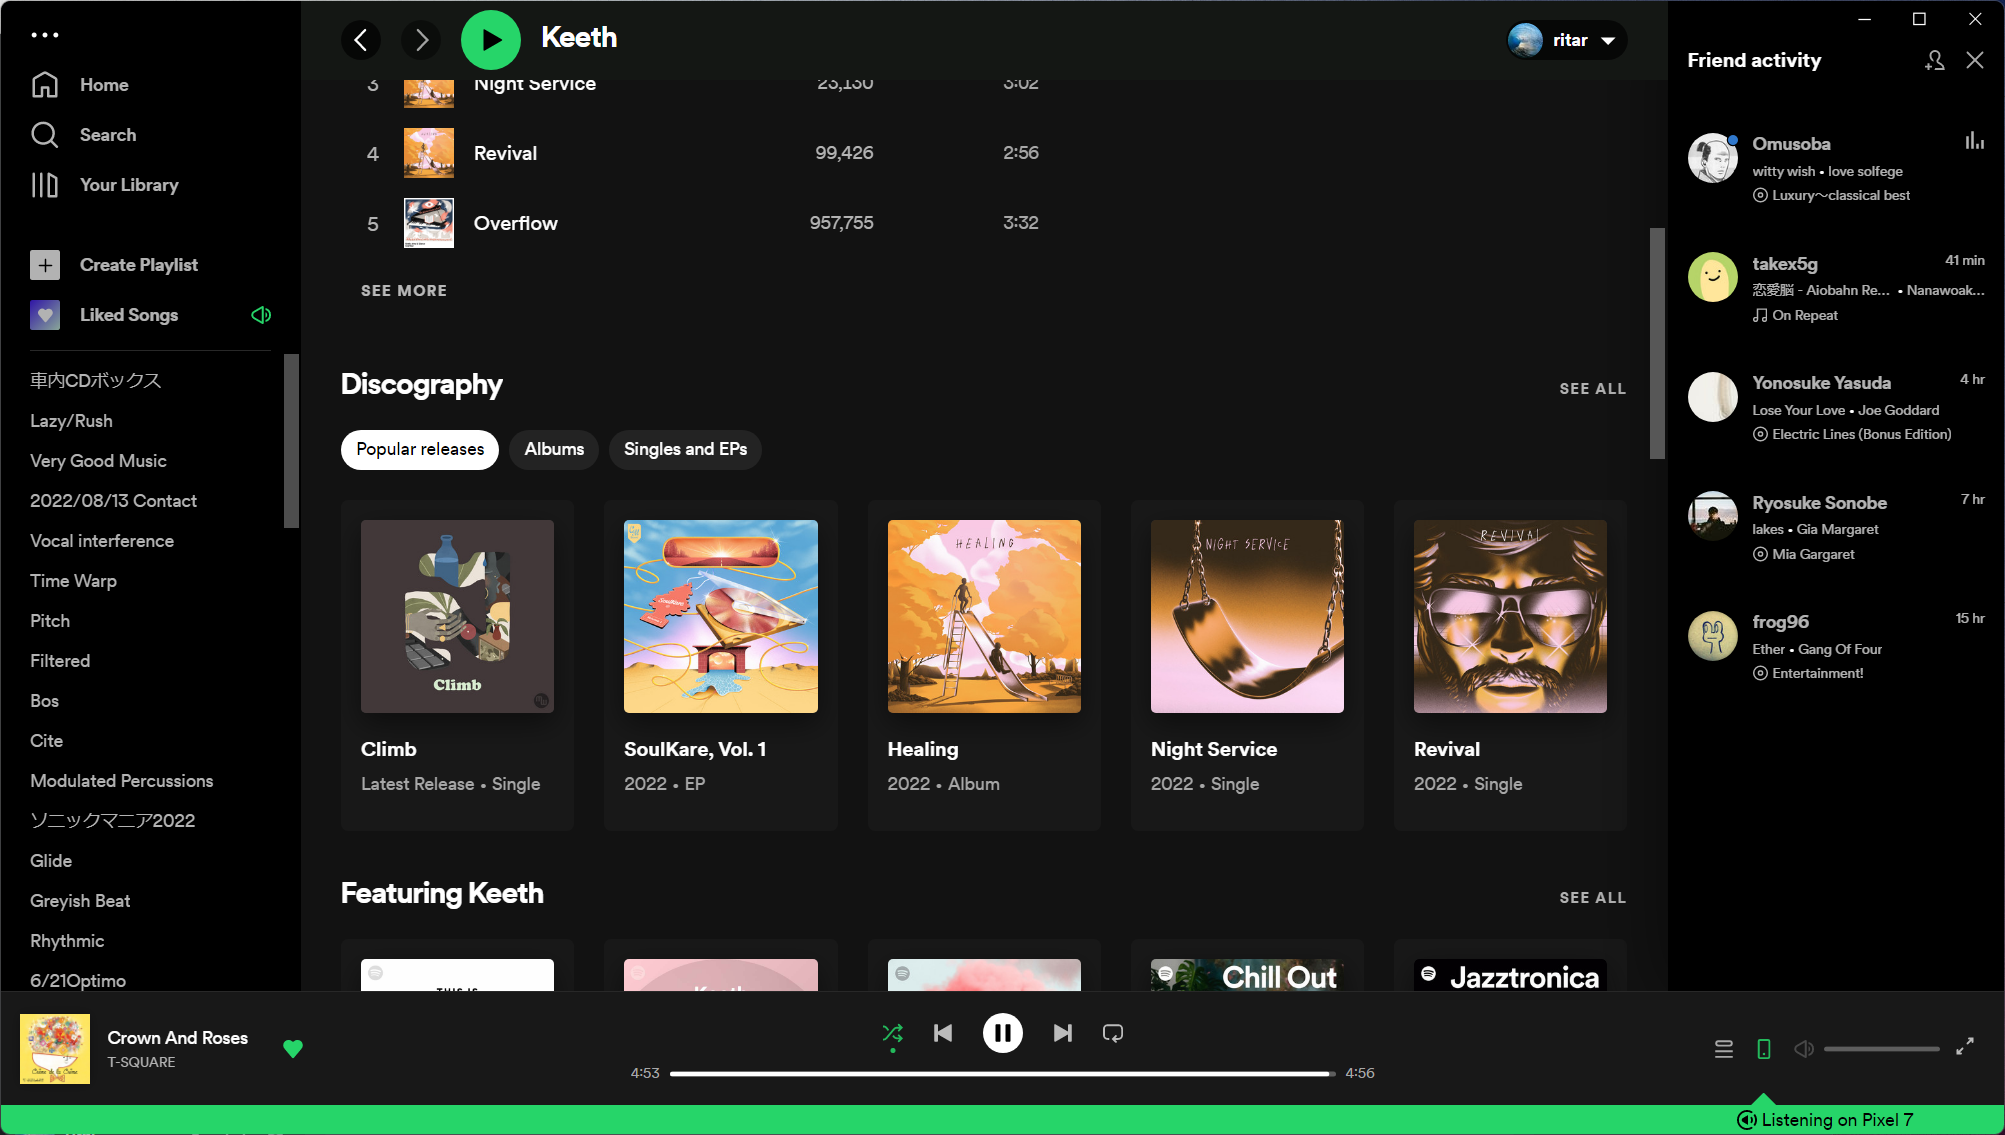 Home
Search
Your Library
Create Playlist
Liked Songs
車内CDボックス
Lazy/Rush
Very Good Music
2022/08/13 Contact
Vocal interference
Time Warp
Pitch
Filtered
Bos
Cite
Modulated Percussions
ソニックマニア2022
Glide
Greyish Beat
Rhythmic
6/21Optimo
Keeth
ritar
3 Night Service 23,130 3:02
4 Revival 99,426 2:56
5 Overflow 957,755 3:32
SEE MORE
Discography
SEE ALL
Popular releases Albums Singles and EPs
Climb
SoulKare
HEALING
NIGHT SERVICE
REVIVAL
Climb
Latest Release • Single
SoulKare, Vol. 1
2022 • EP
Healing
2022 • Album
Night Service
2022 • Single
Revival
2022 • Single
Featuring Keeth
SEE ALL
THIS IS
Keeth
Chill Out
Jazztronica
Friend activity
Omusoba
witty wish • love solfege
Luxury～classical best
takex5g 41 min
恋愛脳 - Aiobahn Re... • Nanawoak...
On Repeat
Yonosuke Yasuda 4 hr
Lose Your Love • Joe Goddard
Electric Lines (Bonus Edition)
Ryosuke Sonobe 7 hr
lakes • Gia Margaret
Mia Gargaret
frog96 15 hr
Ether • Gang Of Four
Entertainment!
Crown And Roses
T-SQUARE
4:53 4:56
Listening on Pixel 7